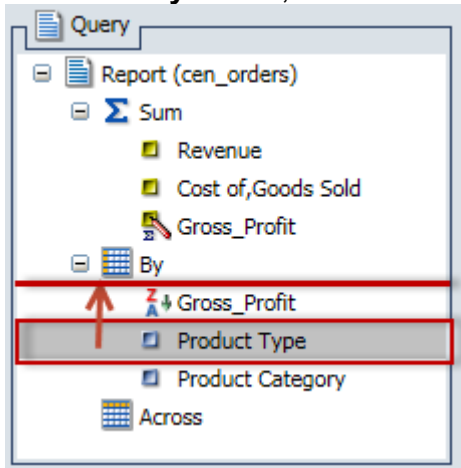 Query
Report (cen_orders)
Sum
Revenue
Cost of,Goods Sold
Gross_Profit
By
Gross_Profit
Product Type
Product Category
Across